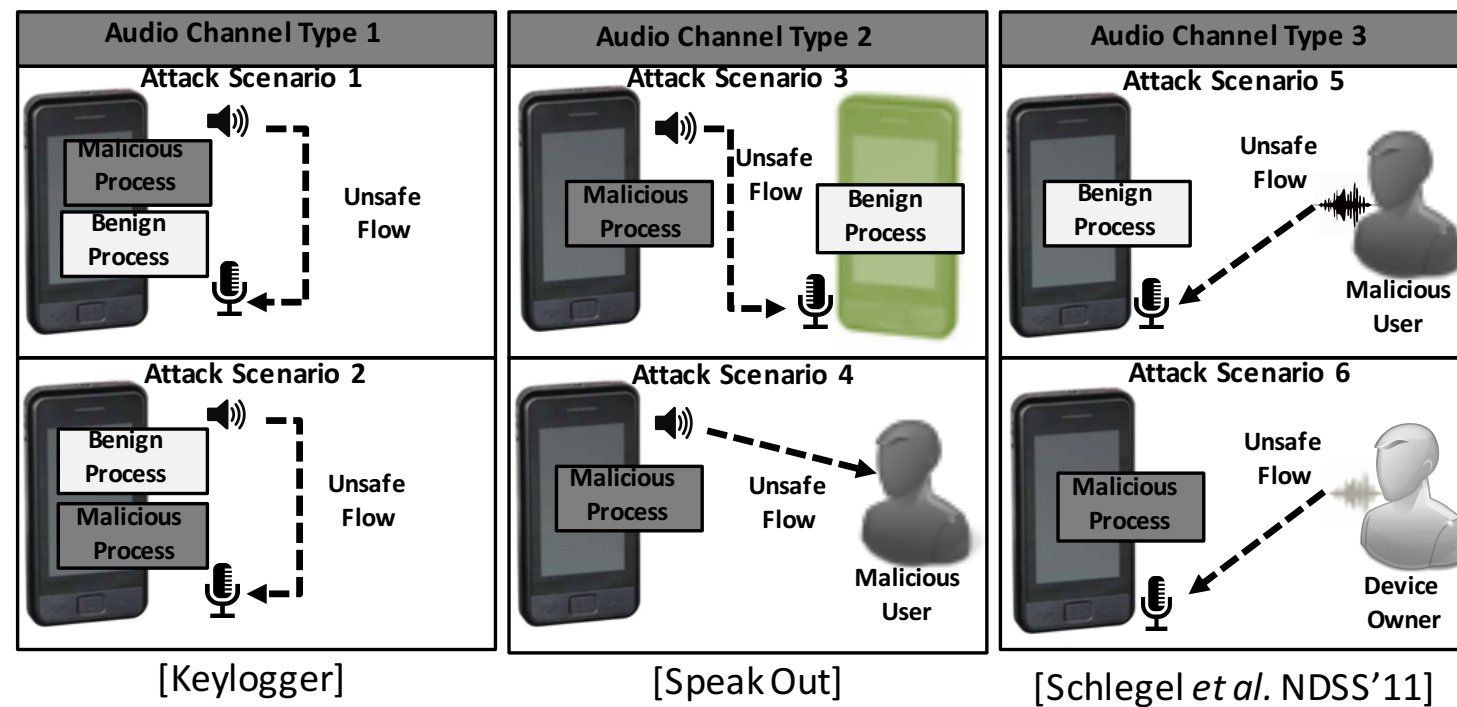 Audio Channel Type 1
Attack Scenario 1
Malicious
Process
Benign
Process
Unsafe
Flow
Attack Scenario 2
Benign
Process
Malicious
Process
Unsafe
Flow
[Keylogger]
Audio Channel Type 2
Attack Scenario 3
Malicious
Process
Unsafe
Flow
Benign
Process
Attack Scenario 4
Malicious
Process
Unsafe
Flow
Malicious
User
[Speak Out]
Audio Channel Type 3
Attack Scenario 5
Benign
Process
Unsafe
Flow
Malicious
User
Attack Scenario 6
Malicious
Process
Unsafe
Flow
Device
Owner
[Schlegel et al. NDSS'11]